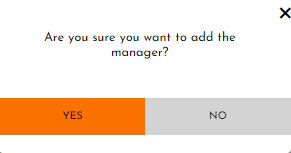 Are you sure you want to add the
manager?
YES
NO